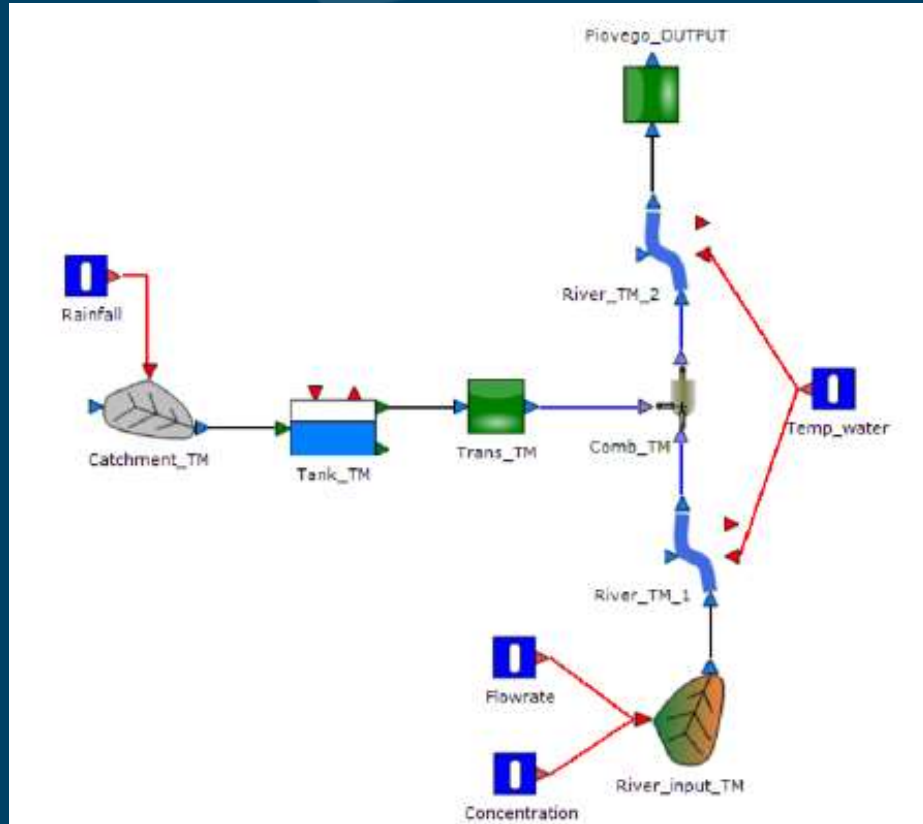 Piovego_OUTPUT
River_TM_2
Rainfall
Temp_water
Catchment_TM
Tank_TM
Trans_TM
Comb_TM
River_TM_1
Flowrate
River_input_TM
Concentration